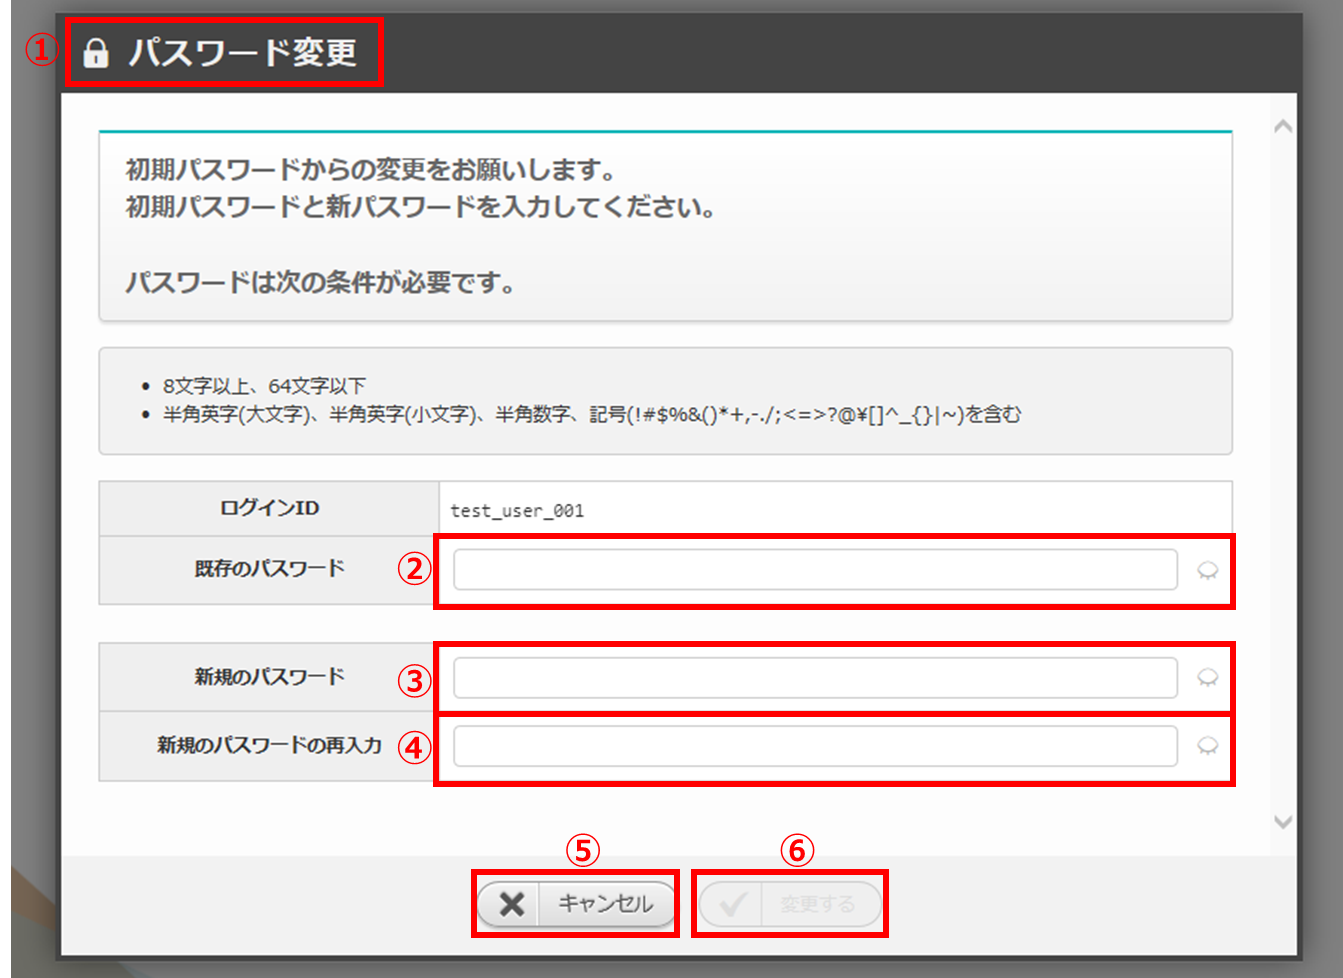 ① パスワード変更
初期パスワードからの変更をお願いします。
初期パスワードと新パスワードを入力してください。
パスワードは次の条件が必要です。
• 8文字以上、64文字以下
• 半角英字(大文字)、半角英字(小文字)、半角数字、記号(!#$%&()*+,-./;<=>?@¥[]^_{}|~)を含む
ログインID test_user_001
既存のパスワード ②
新規のパスワード ③
新規のパスワードの再入力 ④
⑤ ⑥
キャンセル 変更する